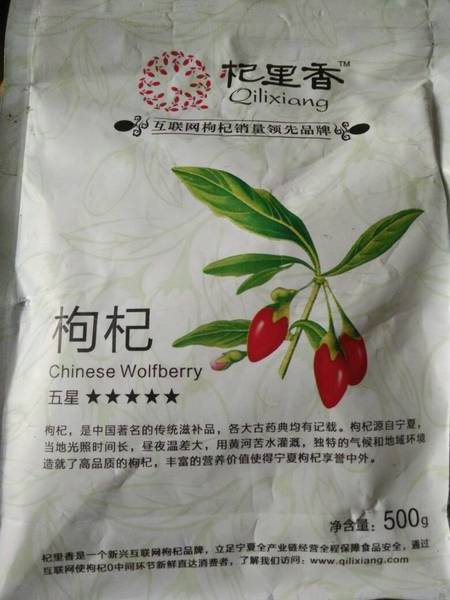 杞里香™
Qilixiang
互联网枸杞销量领先品牌
枸杞
Chinese Wolfberry
五星 ★★★★★
枸杞，是中国著名的传统滋补品，各大古药典均有记载。枸杞源自宁夏，
当地光照时间长，昼夜温差大，用黄河苦水灌溉，独特的气候和地域环境
造就了高品质的枸杞，丰富的营养价值使得宁夏枸杞享誉中外。
净含量：500g
杞里香是一个新兴互联网枸杞品牌，立足宁夏全产业链经营全程保障食品安全，通过
互联网使枸杞0中间环节新鲜直达消费者，了解我们请访问：www.qilixiang.com